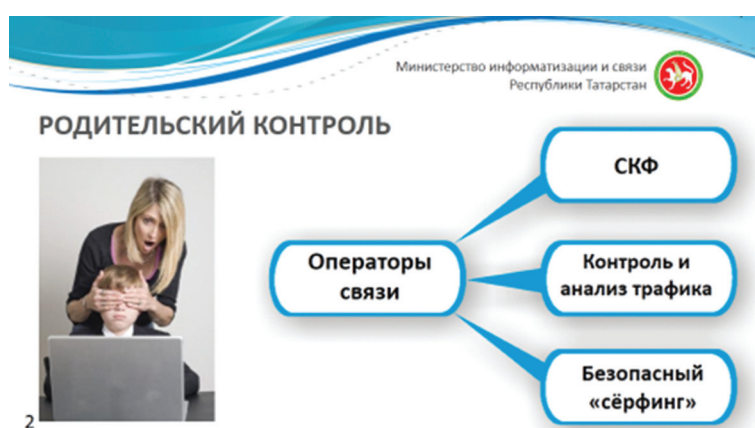 Министерство информатизации и связи
Республики Татарстан
РОДИТЕЛЬСКИЙ КОНТРОЛЬ
СКФ
Операторы
связи
Контроль и
анализ трафика
Безопасный
«сёрфинг»
2